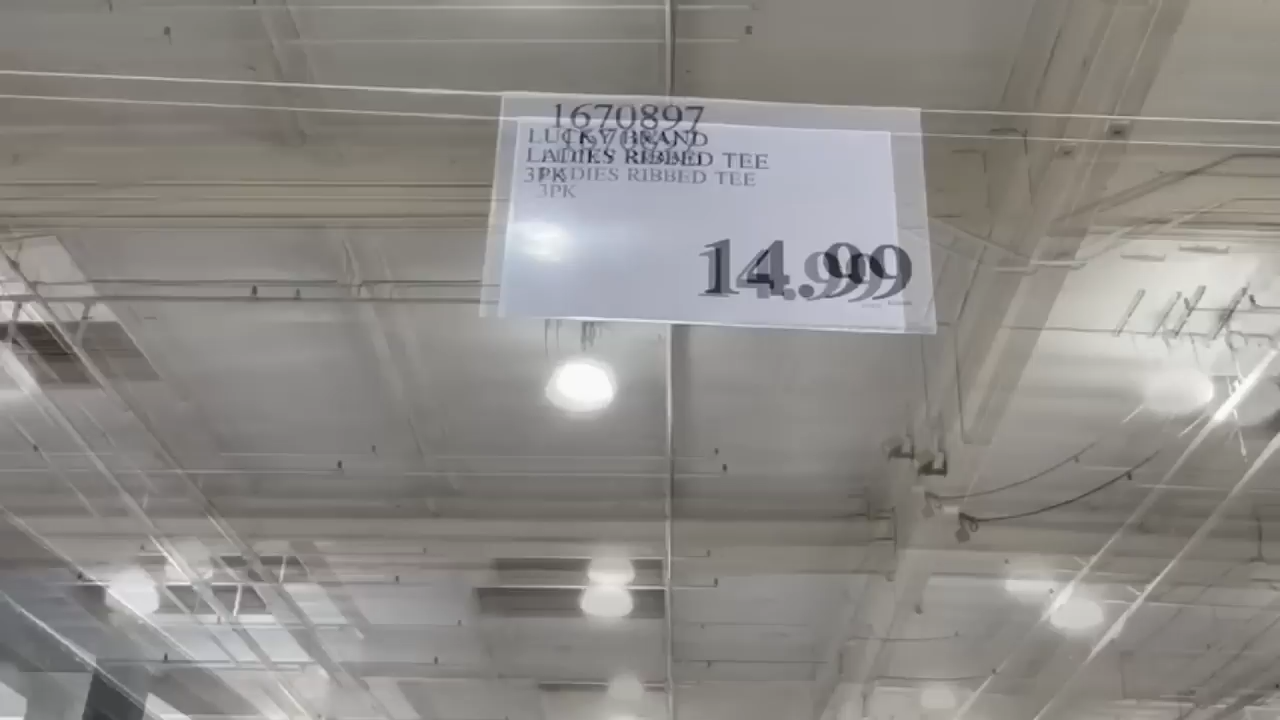 1670897
LUCKY BRAND
LADIES RIBBED TEE
3PK
14.99